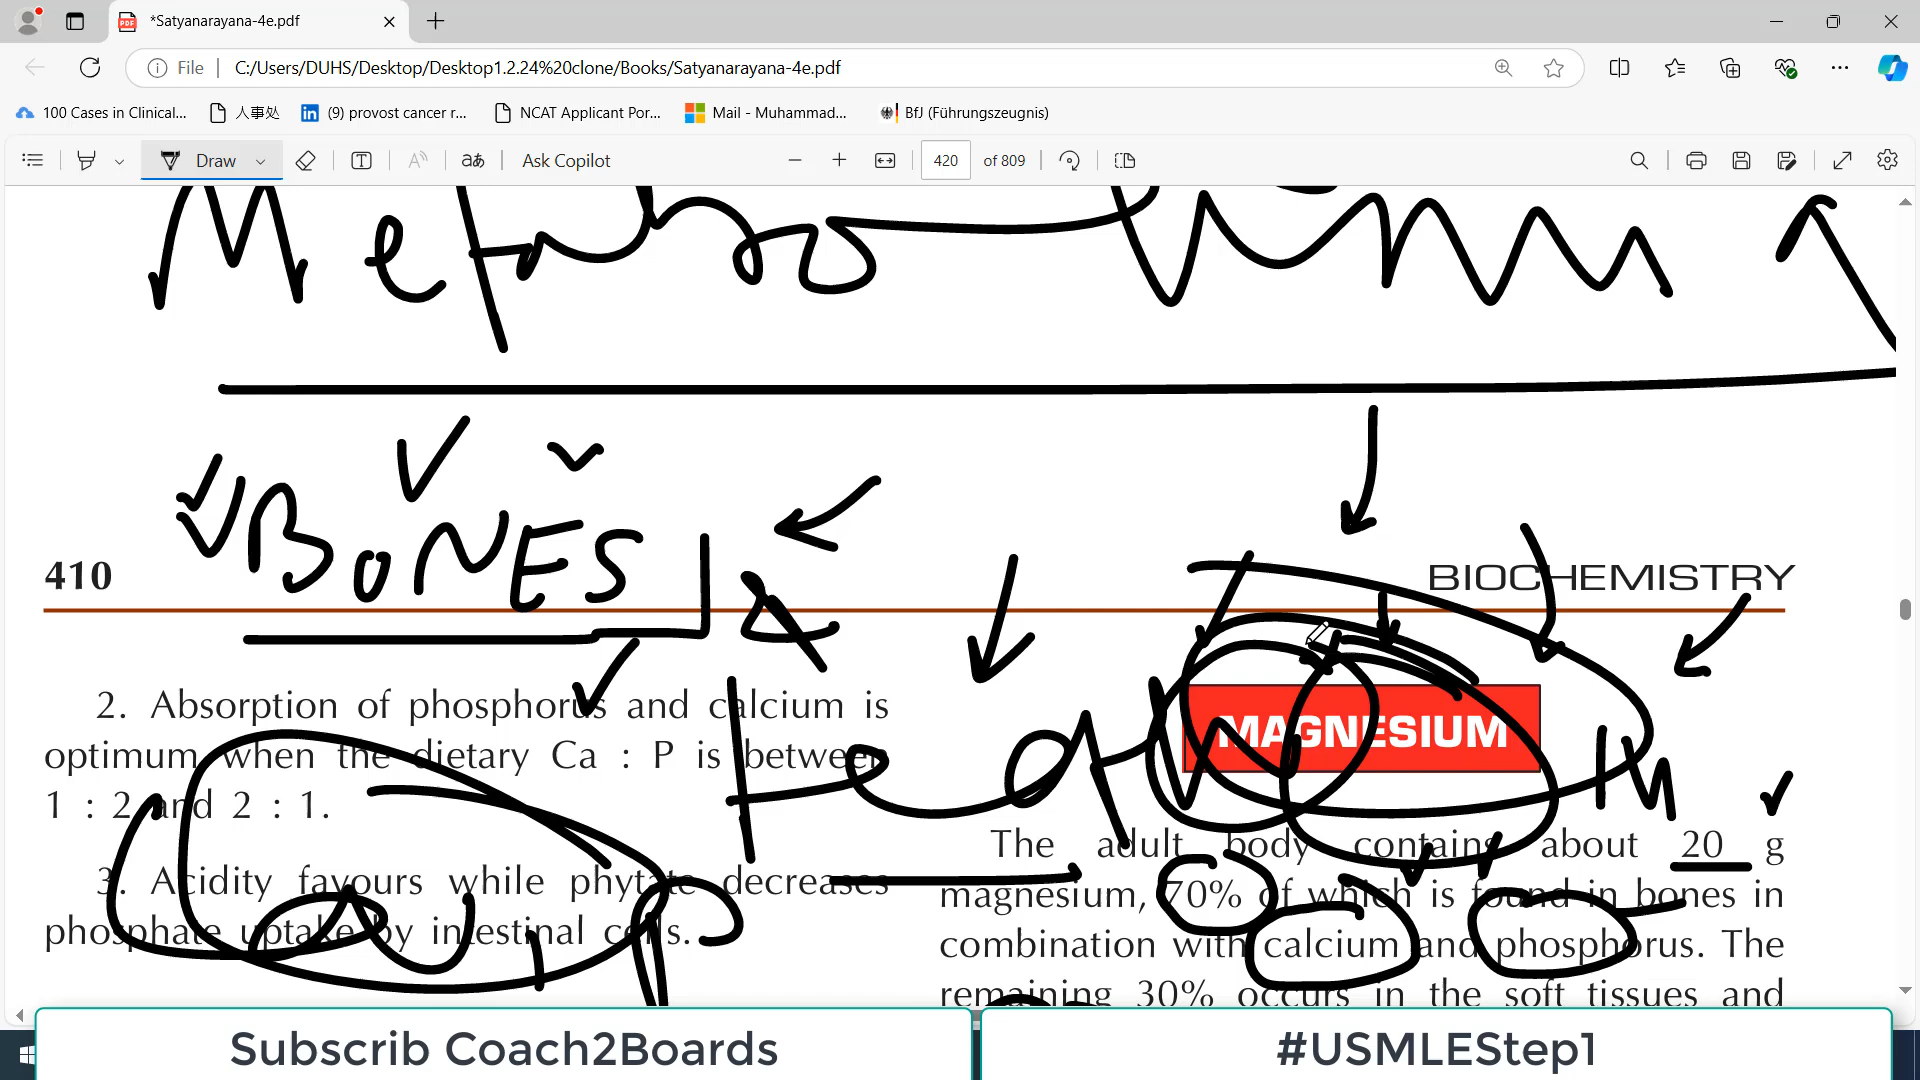 *Satyanarayana-4e.pdf
File C:/Users/DUHS/Desktop/Desktop1.2.24%20clone/Books/Satyanarayana-4e.pdf
100 Cases in Clinical... 人事处 (9) provost cancer r... NCAT Applicant Por... Mail - Muhammad... BfJ (Führungszeugnis)
Draw aあ Ask Copilot 420 of 809
BONES
410 BIOCHEMISTRY
2. Absorption of phosphorus and calcium is
optimum when the dietary Ca : P is between
1 : 2 and 2 : 1.
3. Acidity favours while phytate decreases
phosphate uptake by intestinal cells.
MAGNESIUM
The adult body contains about 20 g
magnesium, 70% of which is found in bones in
combination with calcium and phosphorus. The
remaining 30% occurs in the soft tissues and
Subscrib Coach2Boards
#USMLEStep1